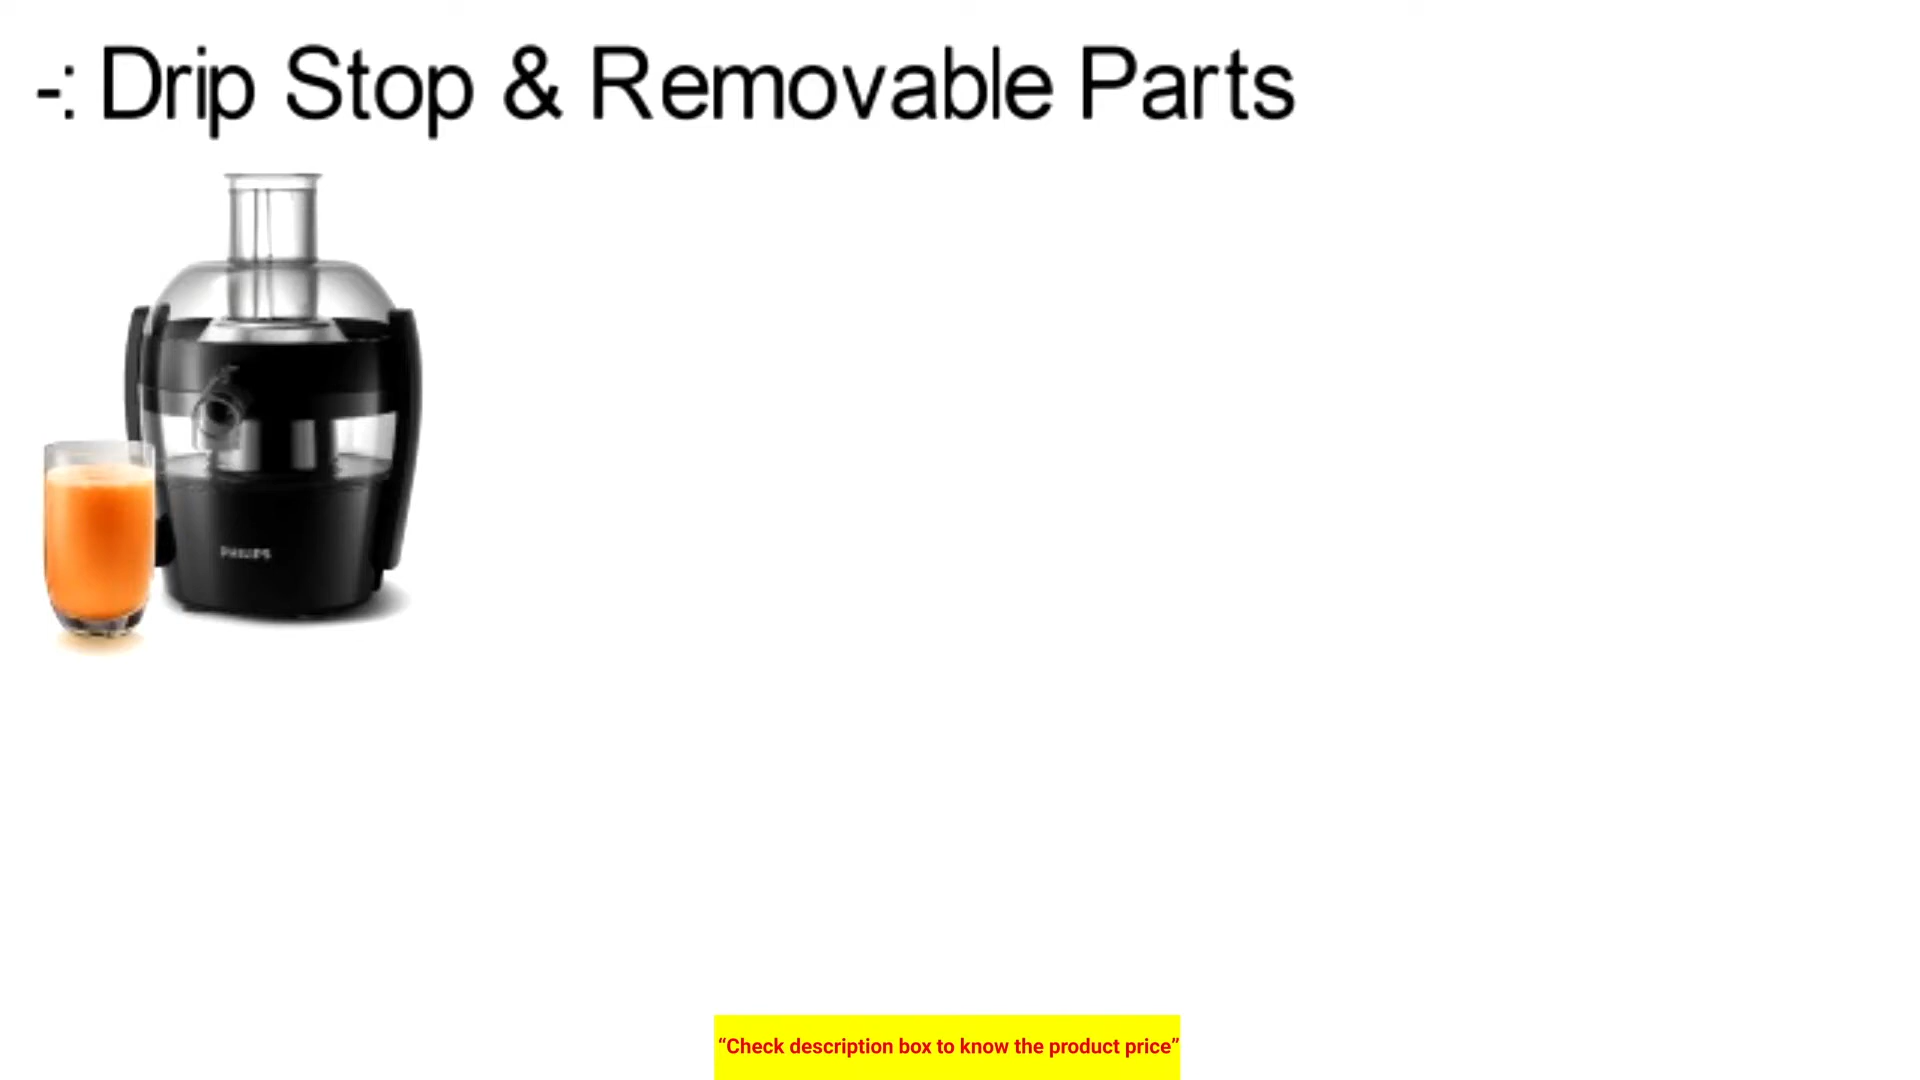 -: Drip Stop & Removable Parts
PHILIPS
“Check description box to know the product price”